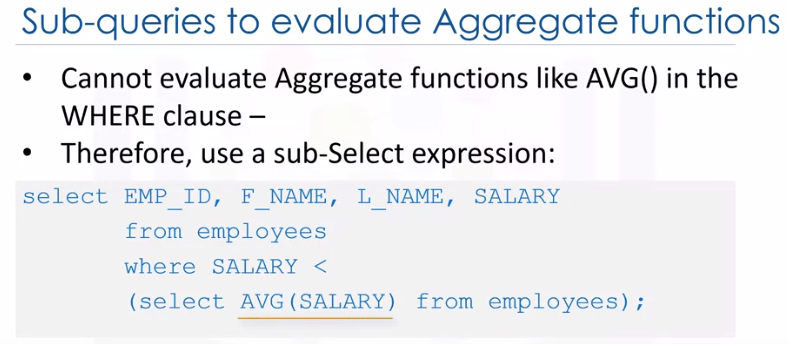 Sub-queries to evaluate Aggregate functions
• Cannot evaluate Aggregate functions like AVG() in the
WHERE clause –
• Therefore, use a sub-Select expression:
select EMP_ID, F_NAME, L_NAME, SALARY
from employees
where SALARY <
(select AVG(SALARY) from employees);